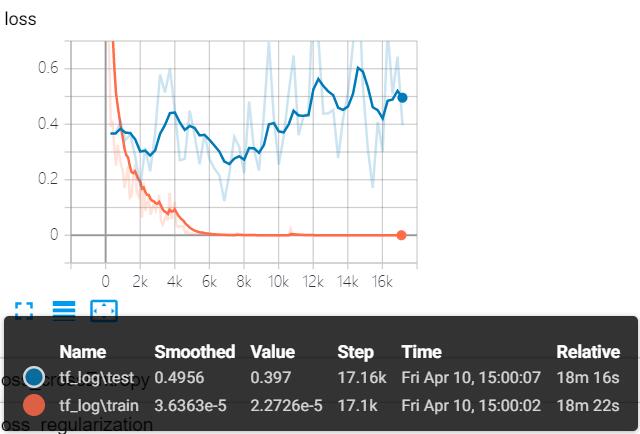 loss
0.6
0.4
0.2
0
0 2k 4k 6k 8k 10k 12k 14k 16k
Name Smoothed Value Step Time Relative
tf_log\test 0.4956 0.397 17.16k Fri Apr 10, 15:00:07 18m 16s
tf_log\train 3.6363e-5 2.2726e-5 17.1k Fri Apr 10, 15:00:02 18m 22s
oss_regularization